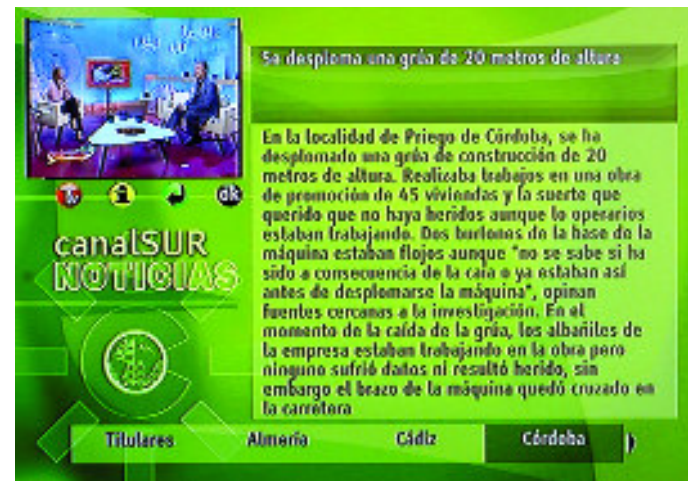 Se desploma una grúa de 20 metros de altura
En la localidad de Priego de Córdoba, se ha
desplomado una grúa de construcción de 20
metros de altura. Realizaba trabajos en una obra
de promoción de 45 viviendas y la suerte que
querido que no haya heridos aunque lo operarios
estaban trabajando. Dos burlones de la base de la
máquina estaban flojos aunque "no se sabe si ha
sido a consecuencia de la caia o ya estaban así
antes de desplomarse la máquina", opinan
fuentes cercanas a la investigación. En el
momento de la caída de la grúa, los albañiles de
la empresa estaban trabajando en la obra pero
ninguno sufrió daños ni resultó herido, sin
embargo el brazo de la máquina quedó cruzado en
la carretera
i
ok
canalSUR
NOTICIAS
Titulares
Almería
Cádiz
Córdoba